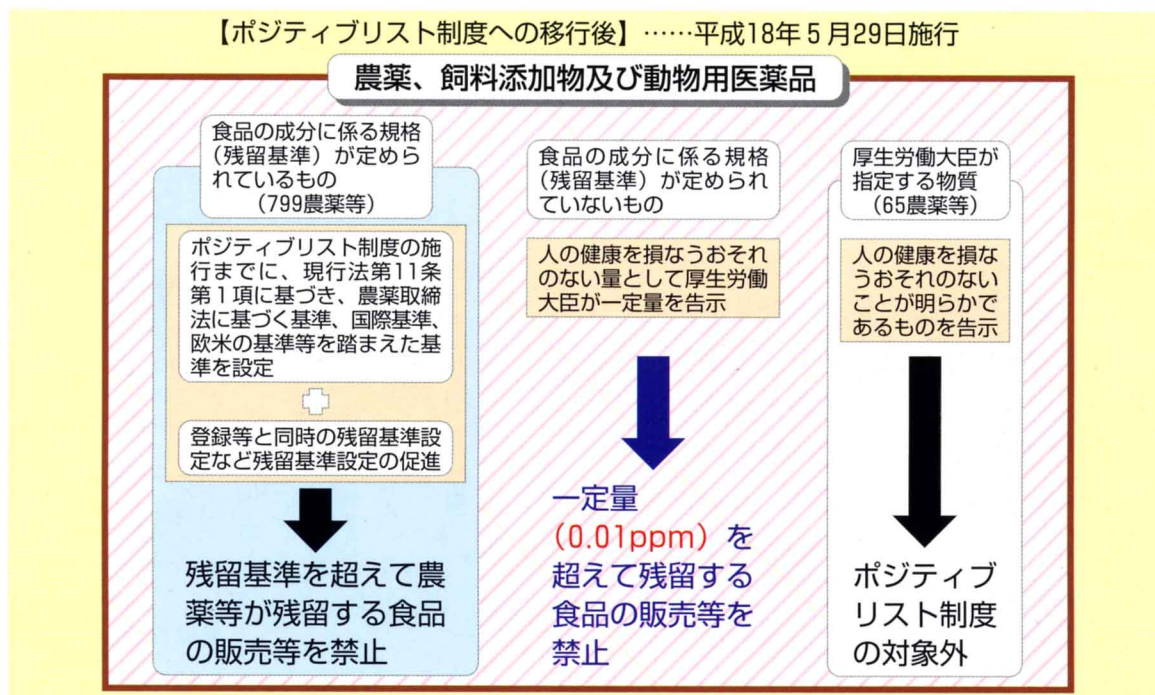 【ポジティブリスト制度への移行後】……平成18年5月29日施行
農薬、飼料添加物及び動物用医薬品
食品の成分に係る規格
（残留基準）が定めら
れているもの
（799農薬等）
ポジティブリスト制度の施
行までに、現行法第11条
第1項に基づき、農薬取締
法に基づく基準、国際基準、
欧米の基準等を踏まえた基
準を設定
登録等と同時の残留基準設
定など残留基準設定の促進
残留基準を超えて農
薬等が残留する食品
の販売等を禁止
食品の成分に係る規格
（残留基準）が定められ
ていないもの
人の健康を損なうおそれ
のない量として厚生労働
大臣が一定量を告示
一定量
（0.01ppm）を
超えて残留する
食品の販売等を
禁止
厚生労働大臣が
指定する物質
（65農薬等）
人の健康を損な
うおそれのない
ことが明らかで
あるものを告示
ポジティブ
リスト制度
の対象外